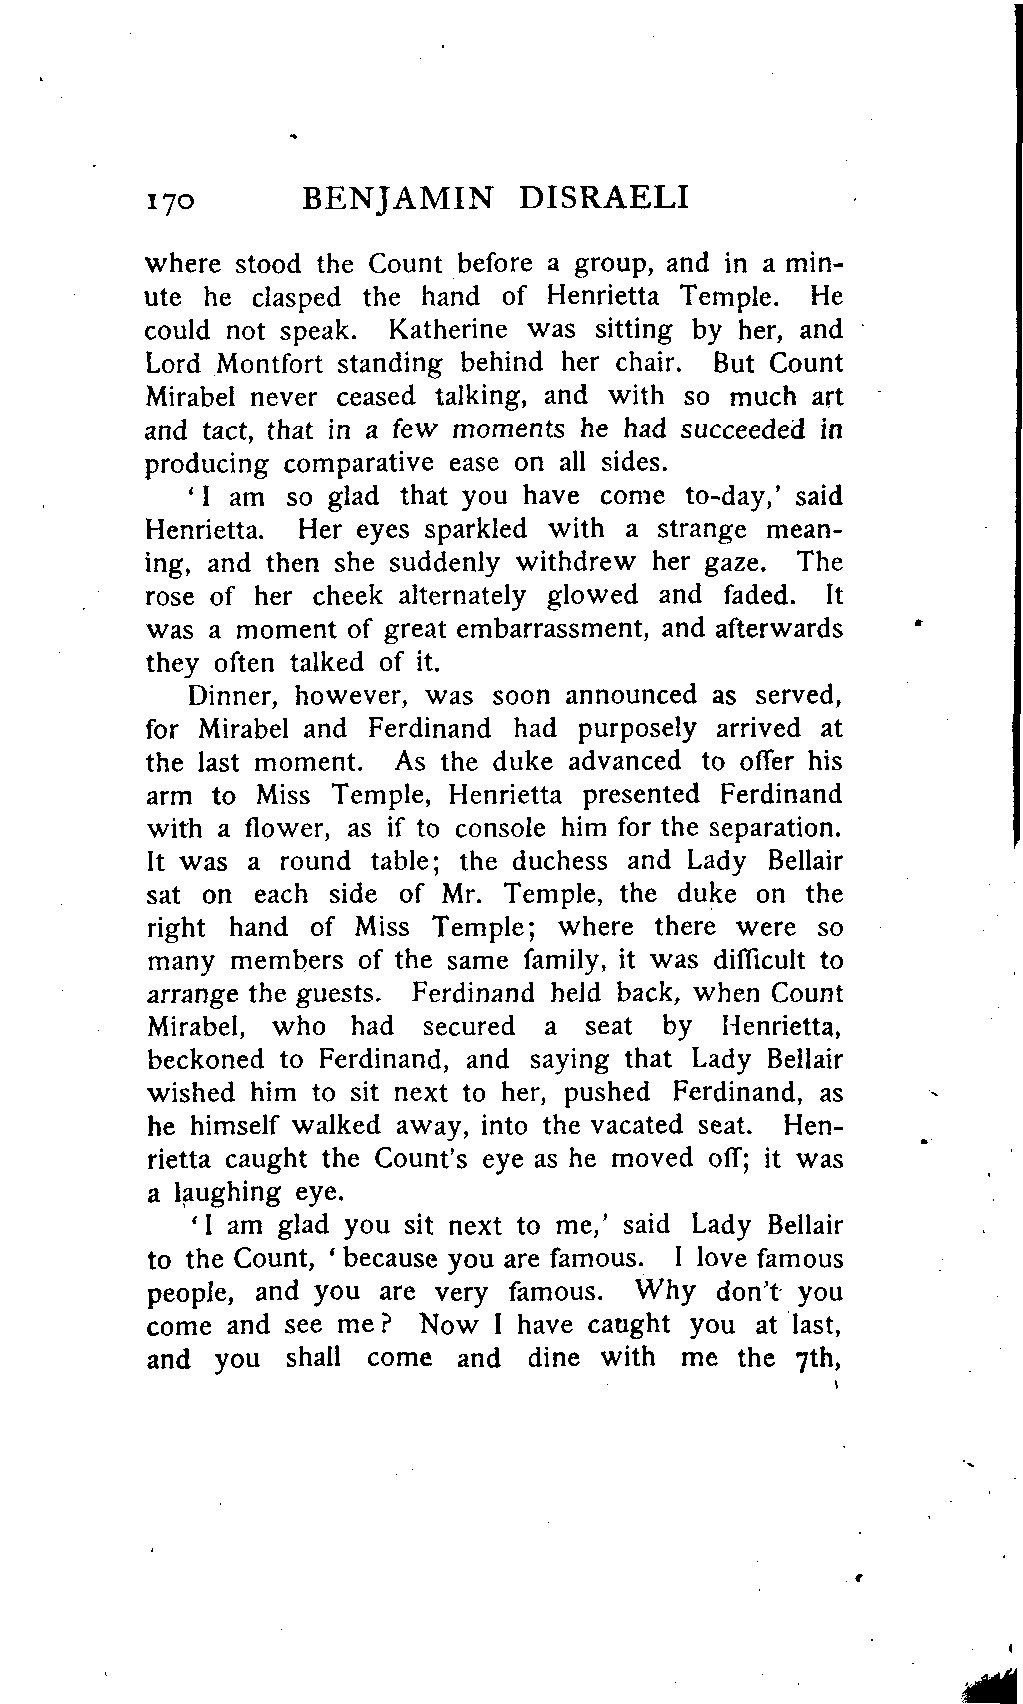 170 BENJAMIN DISRAELI
where stood the Count before a group, and in a min-
ute he clasped the hand of Henrietta Temple. He
could not speak. Katherine was sitting by her, and
Lord Montfort standing behind her chair. But Count
Mirabel never ceased talking, and with so much art
and tact, that in a few moments he had succeeded in
producing comparative ease on all sides.
‘I am so glad that you have come to-day,’ said
Henrietta. Her eyes sparkled with a strange mean-
ing, and then she suddenly withdrew her gaze. The
rose of her cheek alternately glowed and faded. It
was a moment of great embarrassment, and afterwards
they often talked of it.
Dinner, however, was soon announced as served,
for Mirabel and Ferdinand had purposely arrived at
the last moment. As the duke advanced to offer his
arm to Miss Temple, Henrietta presented Ferdinand
with a flower, as if to console him for the separation.
It was a round table; the duchess and Lady Bellair
sat on each side of Mr. Temple, the duke on the
right hand of Miss Temple; where there were so
many members of the same family, it was difficult to
arrange the guests. Ferdinand held back, when Count
Mirabel, who had secured a seat by Henrietta,
beckoned to Ferdinand, and saying that Lady Bellair
wished him to sit next to her, pushed Ferdinand, as
he himself walked away, into the vacated seat. Hen-
rietta caught the Count's eye as he moved off; it was
a laughing eye.
‘I am glad you sit next to me,’ said Lady Bellair
to the Count, ‘because you are famous. I love famous
people, and you are very famous. Why don't you
come and see me? Now I have caught you at last,
and you shall come and dine with me the 7th,